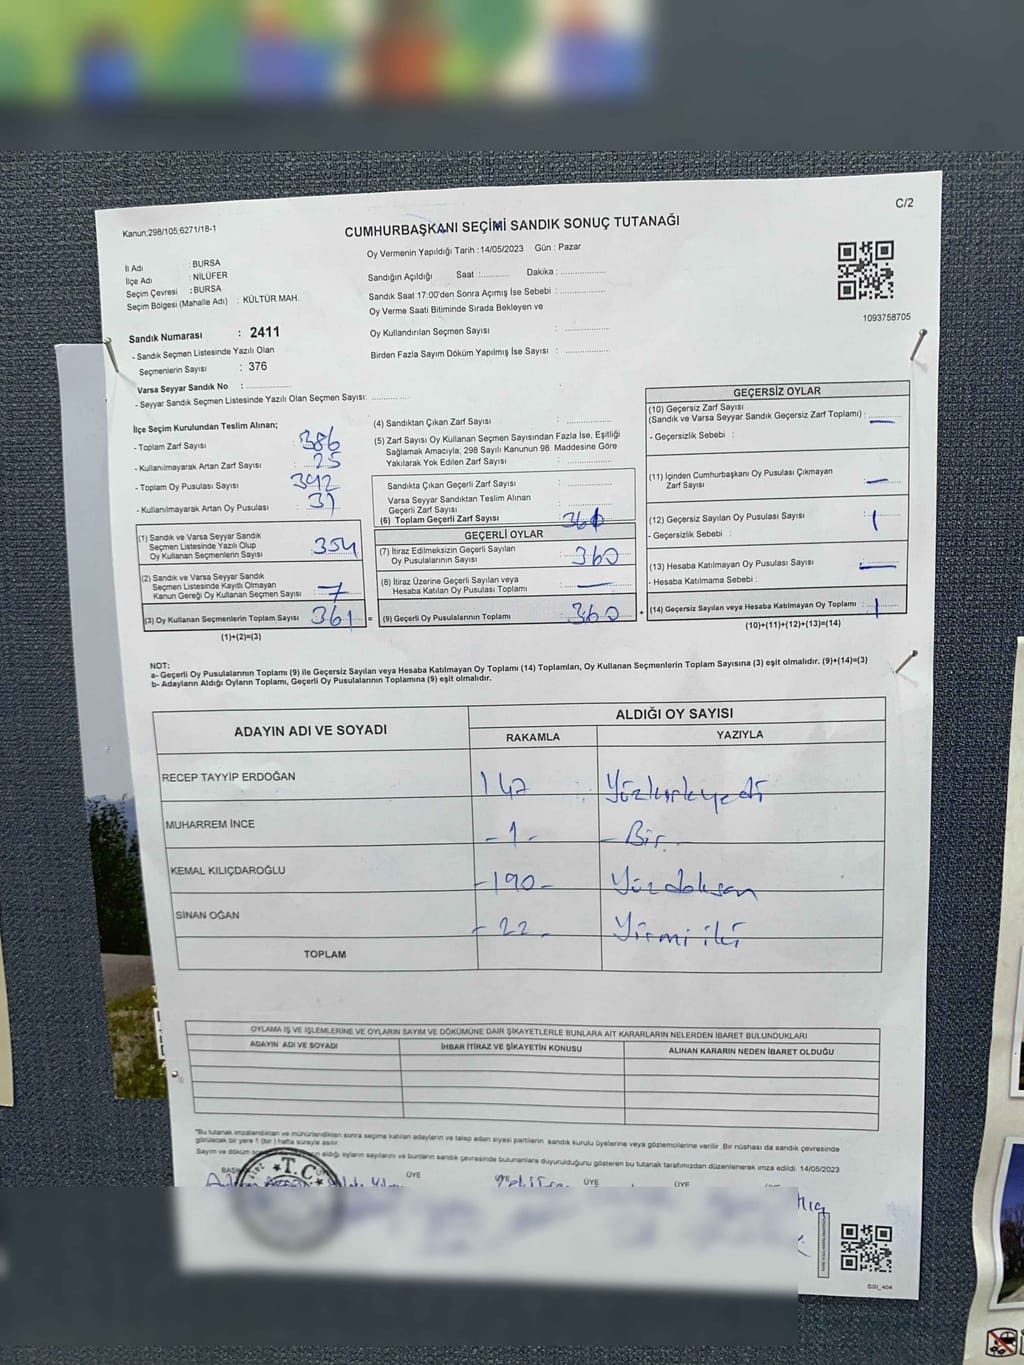 C/2
Kanun;298/105;6271/18-1
CUMHURBAŞKANI SEÇİMİ SANDIK SONUÇ TUTANAĞI
Oy Vermenin Yapıldığı Tarih : 14/05/2023 Gün : Pazar
İl Adı : BURSA
İlçe Adı : NİLÜFER
Seçim Çevresi : BURSA
Seçim Bölgesi (Mahalle Adı) : KÜLTÜR MAH.
Sandığın Açıldığı Saat :.......... Dakika : ................
Sandık Saat 17:00'den Sonra Açımış İse Sebebi : ................
Oy Verme Saati Bitiminde Sırada Bekleyen ve
Oy Kullandırılan Seçmen Sayısı : ................
Birden Fazla Sayım Döküm Yapılmış İse Sayısı : ................
1093758705
Sandık Numarası : 2411
- Sandık Seçmen Listesinde Yazılı Olan
Seçmenlerin Sayısı : 376
Varsa Seyyar Sandık No : ................
- Seyyar Sandık Seçmen Listesinde Yazılı Olan Seçmen Sayısı: ............
İlçe Seçim Kurulundan Teslim Alınan;
- Toplam Zarf Sayısı : 386
- Kullanılmayarak Artan Zarf Sayısı : 25
- Toplam Oy Pusulası Sayısı : 392
- Kullanılmayarak Artan Oy Pusulası : 31
(1) Sandık ve Varsa Seyyar Sandık
Seçmen Listesinde Yazılı Olup
Oy Kullanan Seçmenlerin Sayısı : 354
(2) Sandık ve Varsa Seyyar Sandık
Seçmen Listesinde Kayıtlı Olmayan
Kanun Gereği Oy Kullanan Seçmen Sayısı : 7
(3) Oy Kullanan Seçmenlerin Toplam Sayısı : 361 =
(1)+(2)=(3)
(4) Sandıktan Çıkan Zarf Sayısı : ................
(5) Zarf Sayısı Oy Kullanan Seçmen Sayısından Fazla İse, Eşitliği
Sağlamak Amacıyla; 298 Sayılı Kanunun 98. Maddesine Göre
Yakılarak Yok Edilen Zarf Sayısı : ................
Sandıkta Çıkan Geçerli Zarf Sayısı : ................
Varsa Seyyar Sandıktan Teslim Alınan
Geçerli Zarf Sayısı : ................
(6) Toplam Geçerli Zarf Sayısı : 360
GEÇERLİ OYLAR
(7) İtiraz Edilmeksizin Geçerli Sayılan
Oy Pusulalarının Sayısı : 360
(8) İtiraz Üzerine Geçerli Sayılan veya
Hesaba Katılan Oy Pusulası Toplamı : —
(9) Geçerli Oy Pusulalarının Toplamı : 360 +
GEÇERSİZ OYLAR
(10) Geçersiz Zarf Sayısı
(Sandık ve Varsa Seyyar Sandık Geçersiz Zarf Toplamı) : —
- Geçersizlik Sebebi :
(11) İçinden Cumhurbaşkanı Oy Pusulası Çıkmayan
Zarf Sayısı : —
(12) Geçersiz Sayılan Oy Pusulası Sayısı : 1
- Geçersizlik Sebebi :
(13) Hesaba Katılmayan Oy Pusulası Sayısı : —
- Hesaba Katılmama Sebebi :
(14) Geçersiz Sayılan veya Hesaba Katılmayan Oy Toplamı : 1
(10)+(11)+(12)+(13)=(14)
NOT:
a- Geçerli Oy Pusulalarının Toplamı (9) ile Geçersiz Sayılan veya Hesaba Katılmayan Oy Toplamı (14) Toplamları, Oy Kullanan Seçmenlerin Toplam Sayısına (3) eşit olmalıdır. (9)+(14)=(3)
b- Adayların Aldığı Oyların Toplamı, Geçerli Oy Pusulalarının Toplamına (9) eşit olmalıdır.
ADAYIN ADI VE SOYADI ALDIĞI OY SAYISI
RAKAMLA YAZIYLA
RECEP TAYYİP ERDOĞAN 147 Yüzkırkyedi
MUHARREM İNCE -1- -Bir.-
KEMAL KILIÇDAROĞLU -190- Yüzdoksan
SİNAN OĞAN -22- Yirmi iki
TOPLAM
OYLAMA İŞ VE İŞLEMLERİNE VE OYLARIN SAYIM VE DÖKÜMÜNE DAİR ŞİKAYETLERLE BUNLARA AİT KARARLARIN NELERDEN İBARET BULUNDUKLARI
ADAYIN ADI VE SOYADI İHBAR İTİRAZ VE ŞİKAYETİN KONUSU ALINAN KARARIN NEDEN İBARET OLDUĞU
*Bu tutanak imzalandıktan ve mühürlendikten sonra seçime katılan adayların ve talep eden siyasi partilerin sandık kurulu üyelerine veya gözlemcilerine verilir. Bir nüshası da sandık çevresinde
görülecek bir yere 1 (bir) hafta süreyle asılır.
Sayım ve döküm aldığı oyların sayılarını ve bunların sandık çevresinde bulunanlara duyurulduğunu gösteren bu tutanak tarafımızdan düzenlenerek imza edildi. 14/05/2023
T.C.
ÜYE ÜYE ÜYE